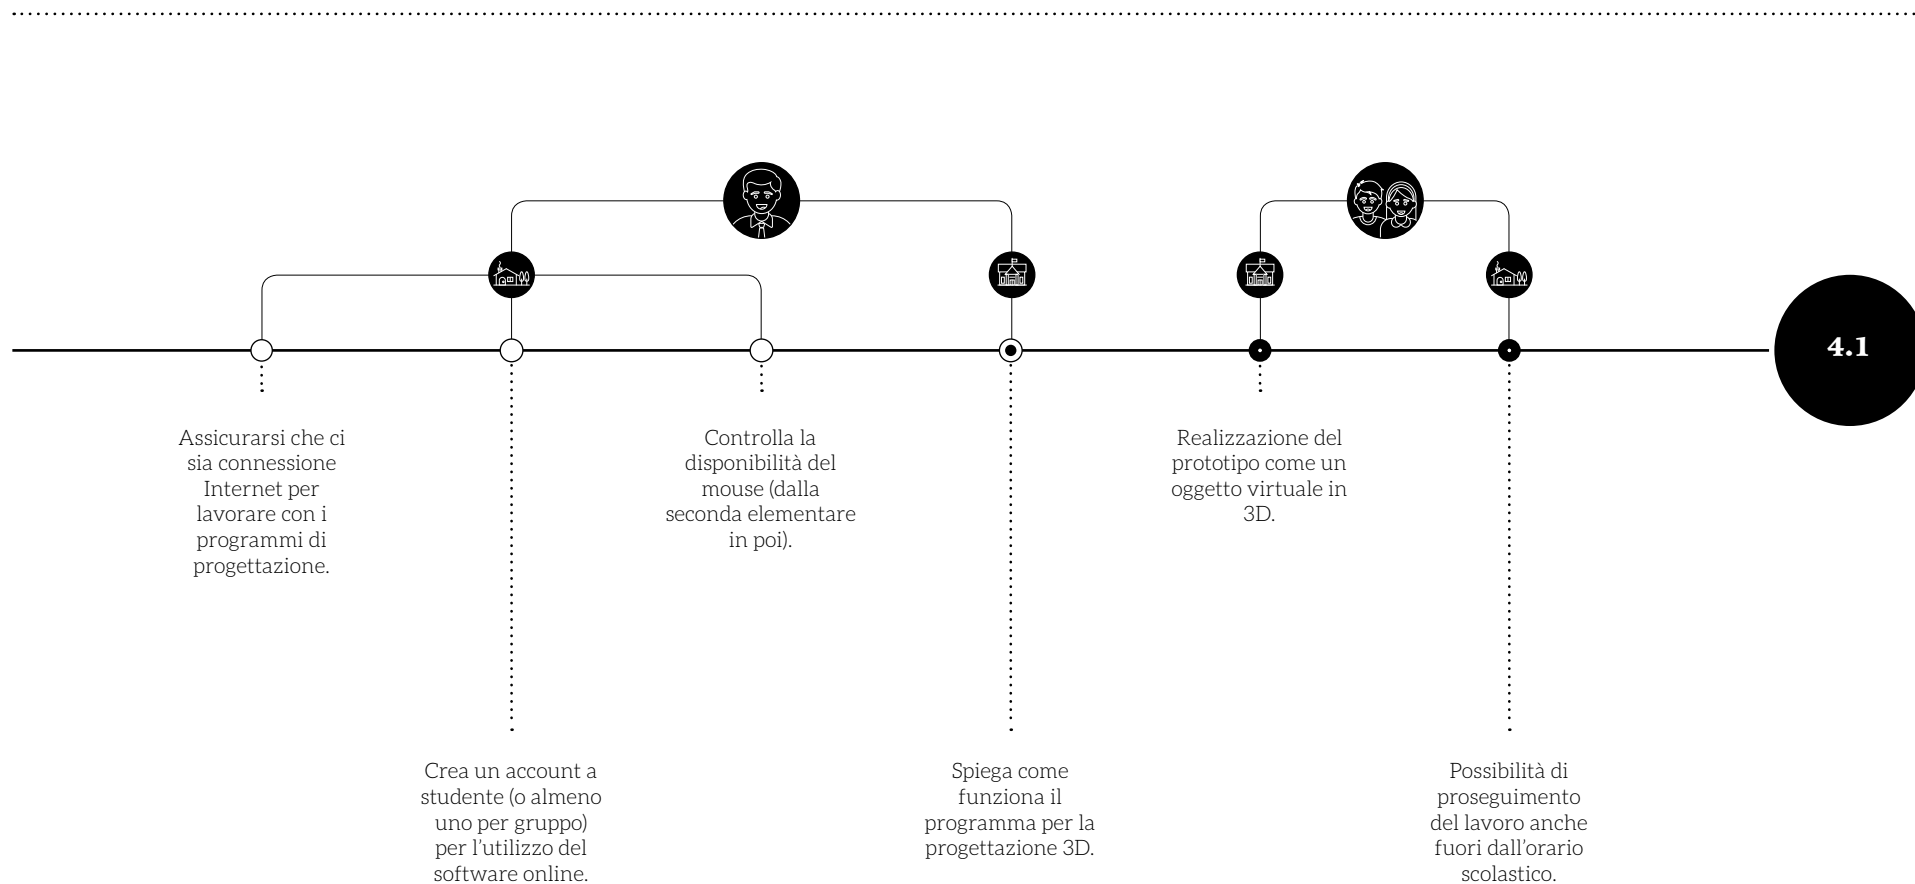 4.1
Assicurarsi che ci
sia connessione
Internet per
lavorare con i
programmi di
progettazione.
Crea un account a
studente (o almeno
uno per gruppo)
per l'utilizzo del
software online.
Controlla la
disponibilità del
mouse (dalla
seconda elementare
in poi).
Spiega come
funziona il
programma per la
progettazione 3D.
Realizzazione del
prototipo come un
oggetto virtuale in
3D.
Possibilità di
proseguimento
del lavoro anche
fuori dall'orario
scolastico.